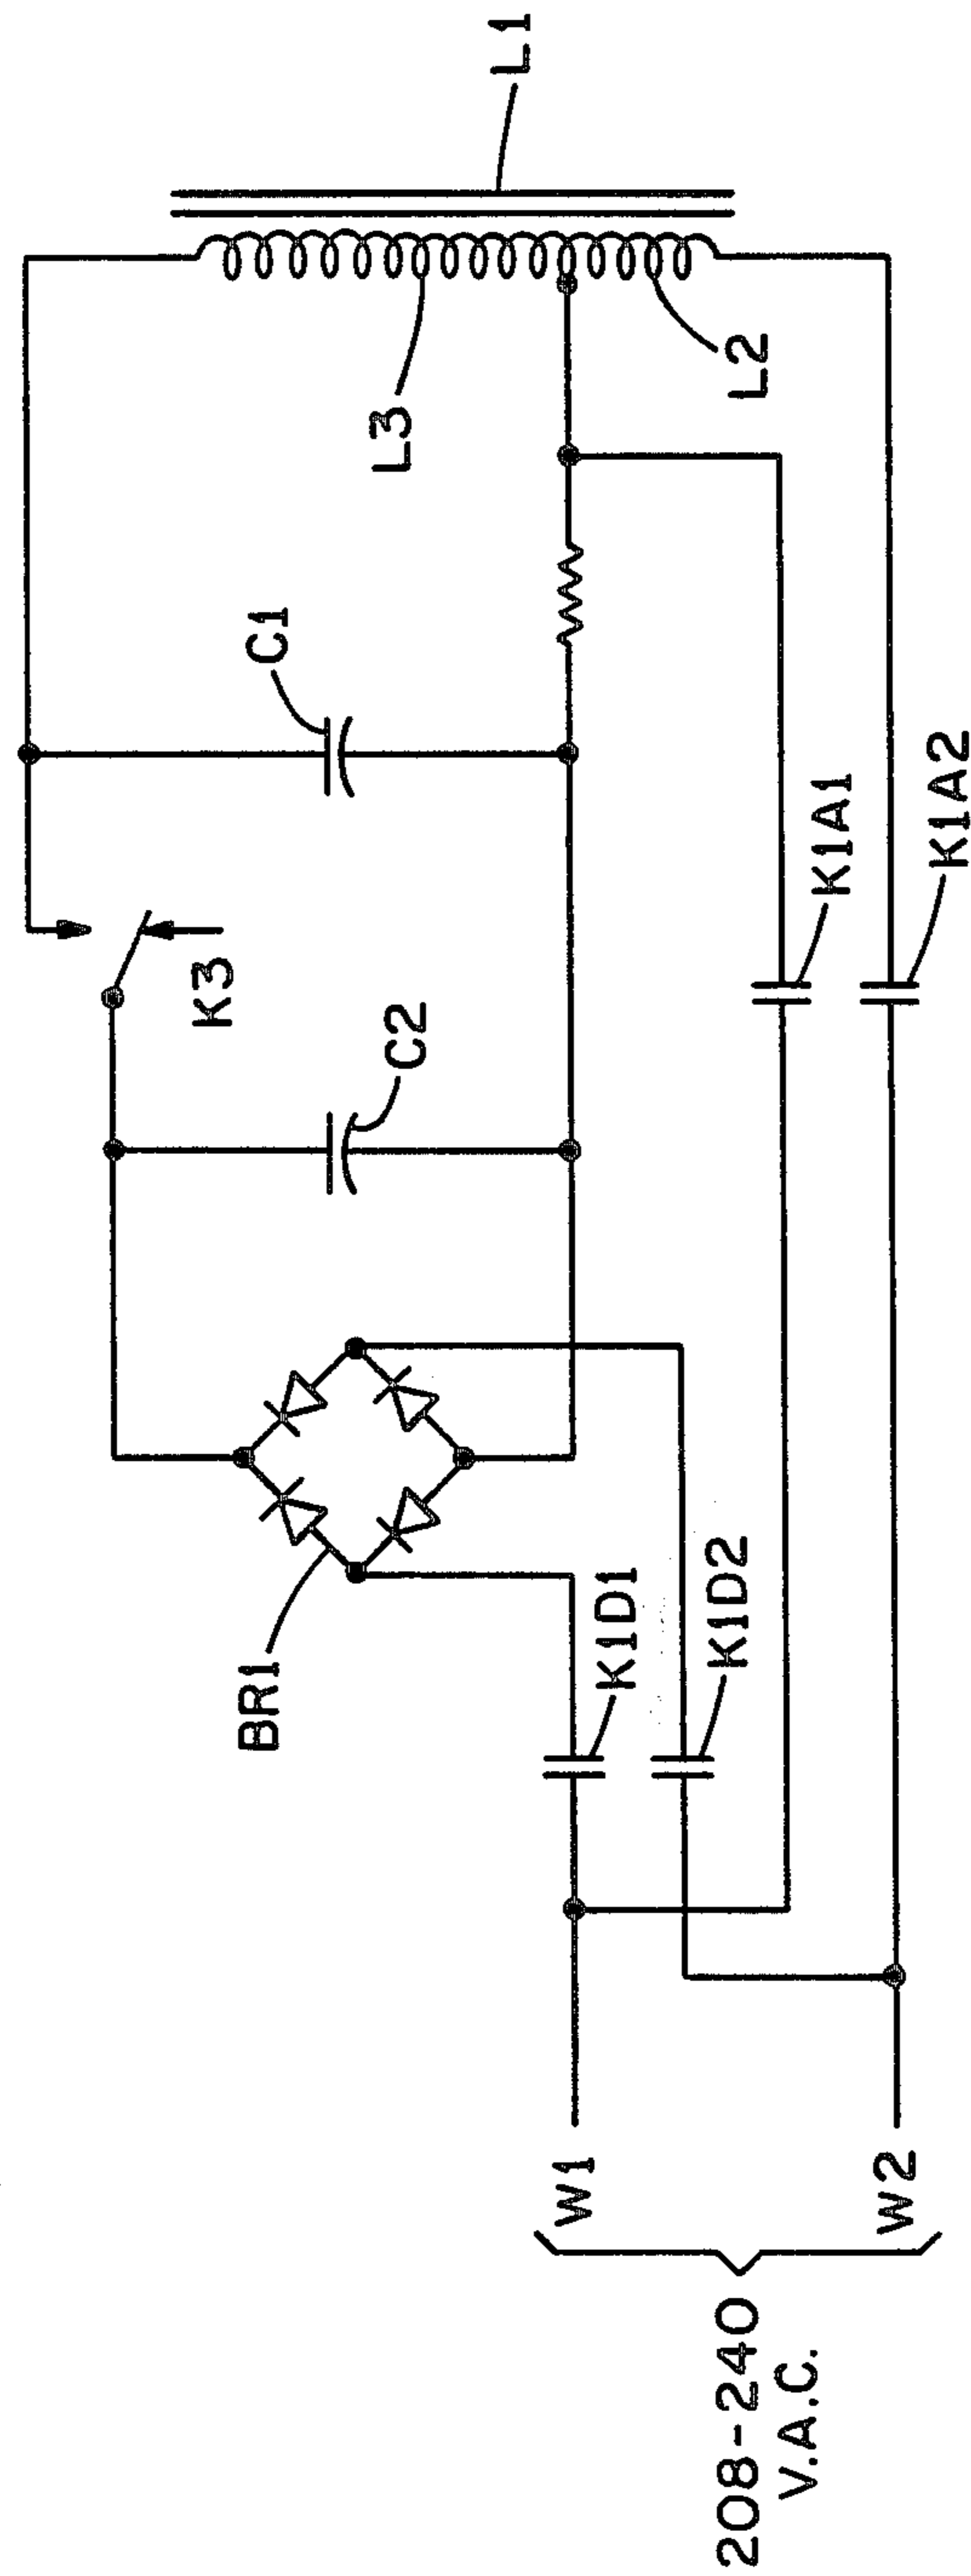 L1
L3
L2
C1
K3
C2
K1A1
K1A2
BR1
K1D1
K1D2
W1
W2
208-240
V.A.C.